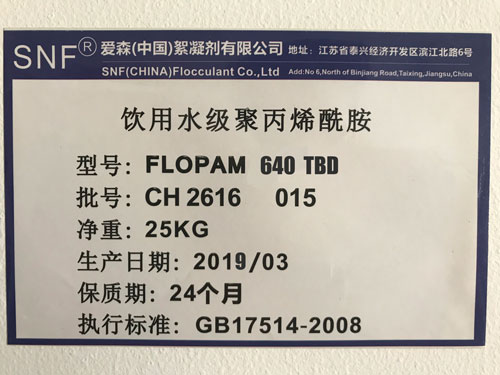 SNF® 爱森(中国)絮凝剂有限公司 地址：江苏省泰兴经济开发区滨江北路6号
SNF(CHINA)Flocculant Co.,Ltd Add:No 6,North of Binjiang Road,Taixing,Jiangsu,China
饮用水级聚丙烯酰胺
型号：FLOPAM 640 TBD
批号：CH 2616 015
净重：25KG
生产日期：2019/03
保质期：24个月
执行标准：GB17514-2008